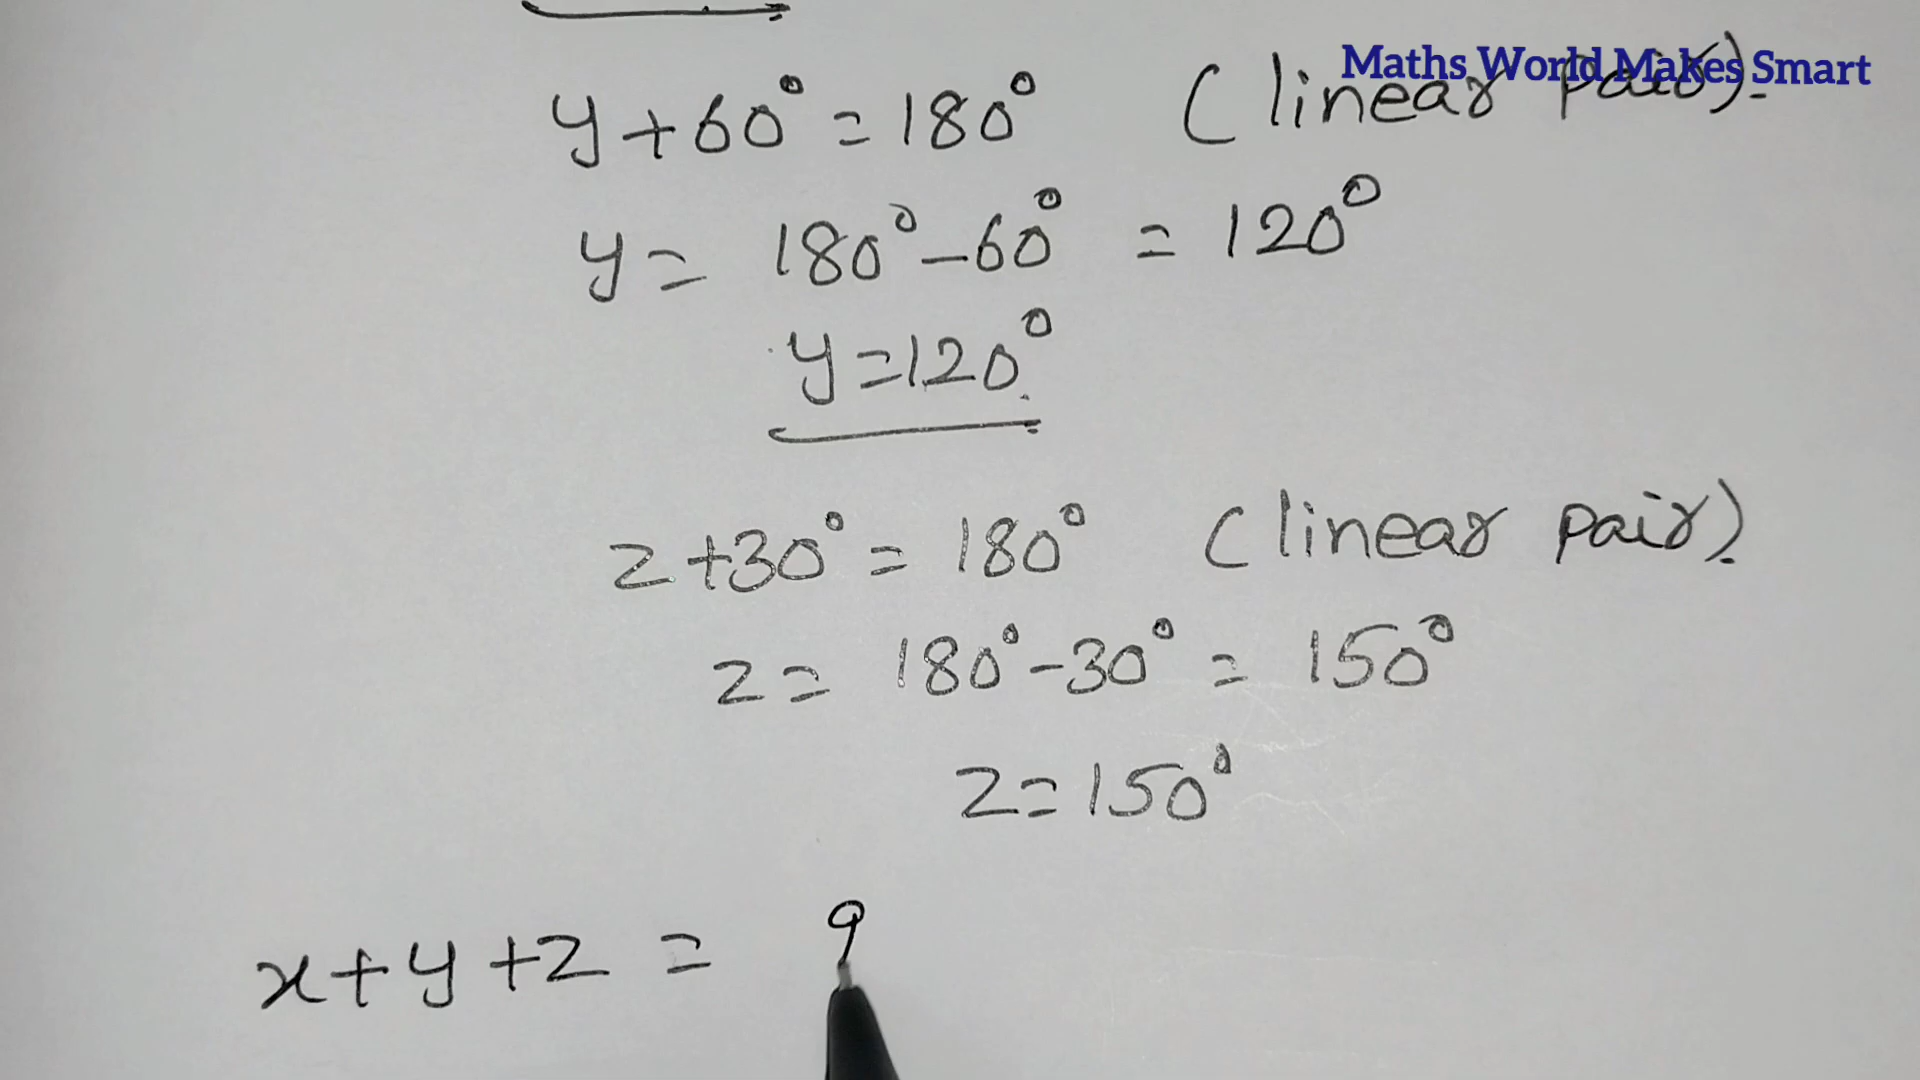 Maths World Makes Smart
y+60°=180° (linear pair).
y= 180°-60° = 120°
y=120°.
z+30°= 180° (linear pair).
z= 180°-30° = 150°
z=150°
x+y+z = 9